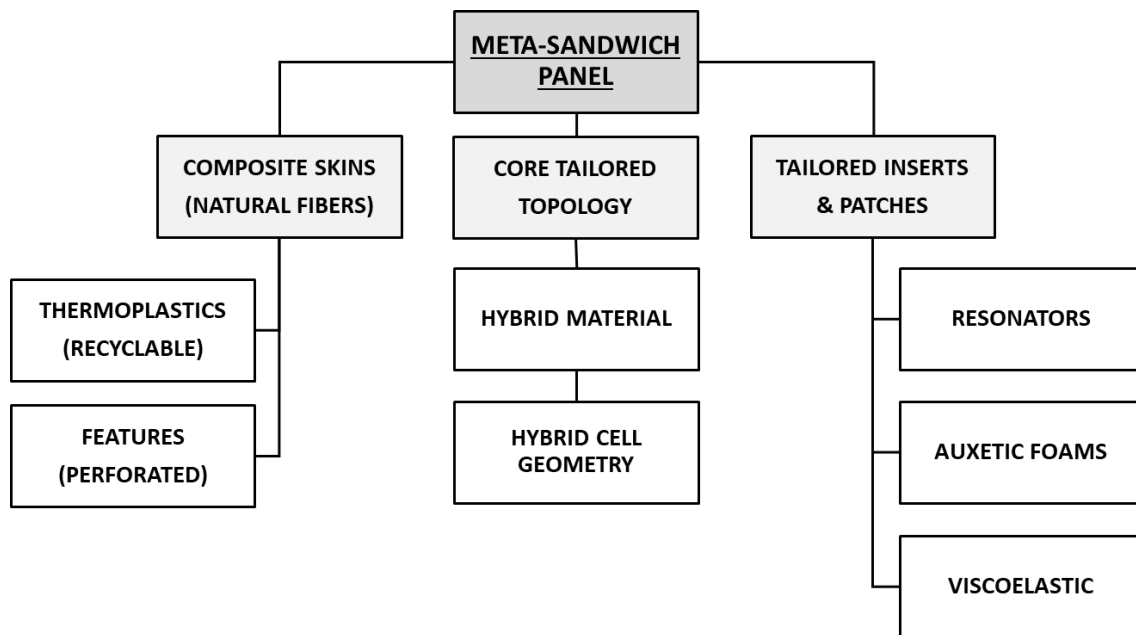 META-SANDWICH
PANEL
COMPOSITE SKINS
(NATURAL FIBERS)
CORE TAILORED
TOPOLOGY
TAILORED INSERTS
& PATCHES
THERMOPLASTICS
(RECYCLABLE)
HYBRID MATERIAL
RESONATORS
FEATURES
(PERFORATED)
HYBRID CELL
GEOMETRY
AUXETIC FOAMS
VISCOELASTIC